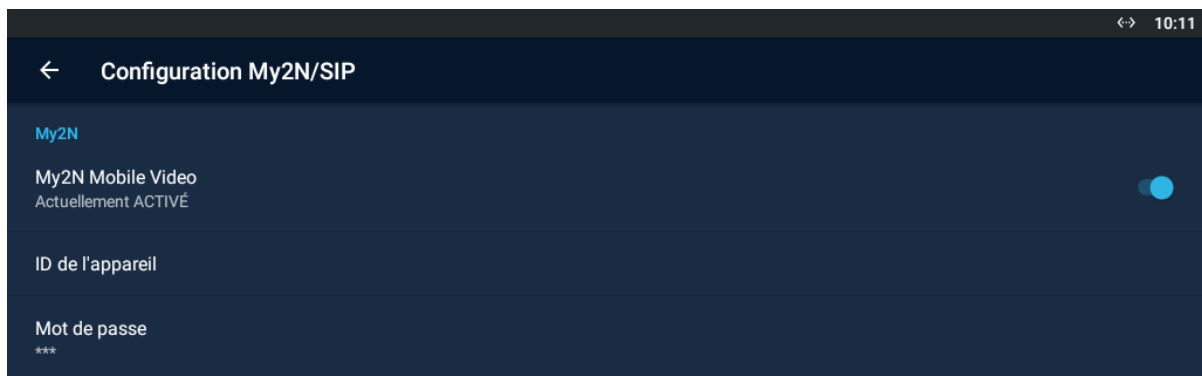 10:11
Configuration My2N/SIP
My2N
My2N Mobile Video
Actuellement ACTIVÉ
ID de l'appareil
Mot de passe
***